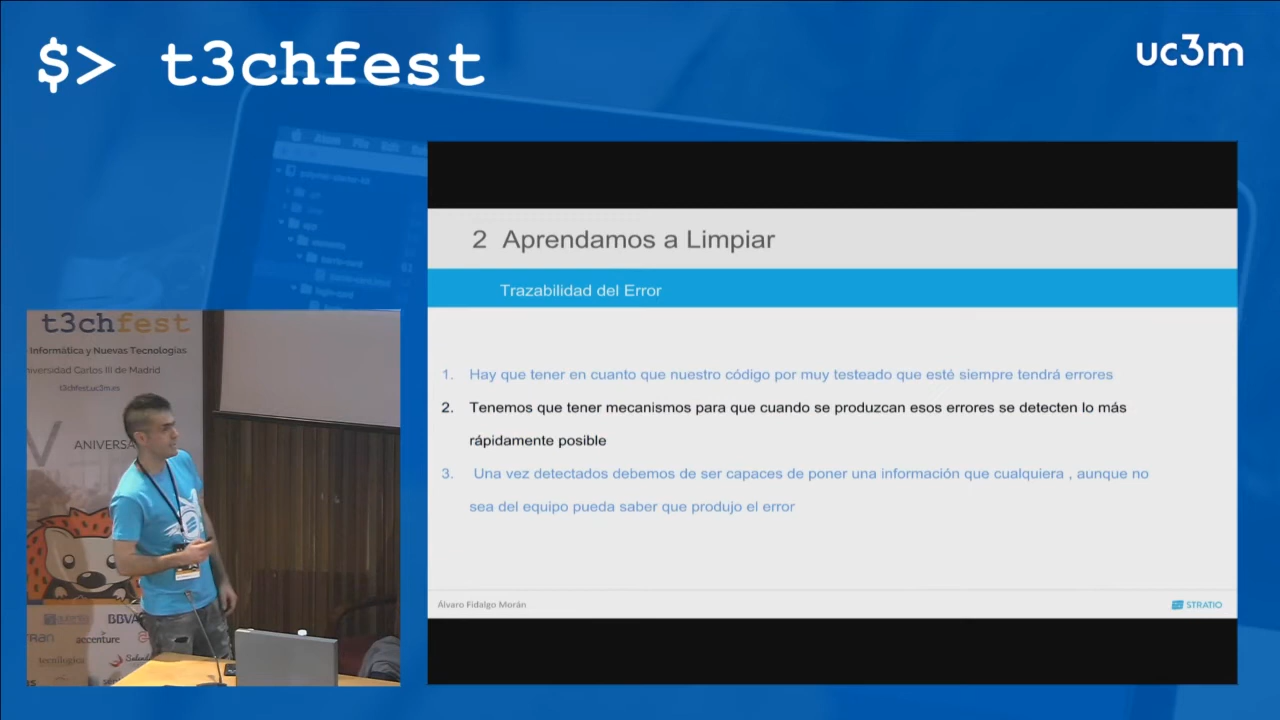 $> t3chfest
uc3m
2 Aprendamos a Limpiar
Trazabilidad del Error
1. Hay que tener en cuanto que nuestro código por muy testeado que esté siempre tendrá errores
2. Tenemos que tener mecanismos para que cuando se produzcan esos errores se detecten lo más
rápidamente posible
3. Una vez detectados debemos de ser capaces de poner una información que cualquiera , aunque no
sea del equipo pueda saber que produjo el error
Álvaro Fidalgo Morán
STRATIO
t3chfest
Informática y Nuevas Tecnologías
Carlos III de Madrid
t3chfest.uc3m.es
V
ANIVERSA
BBVA
accenture